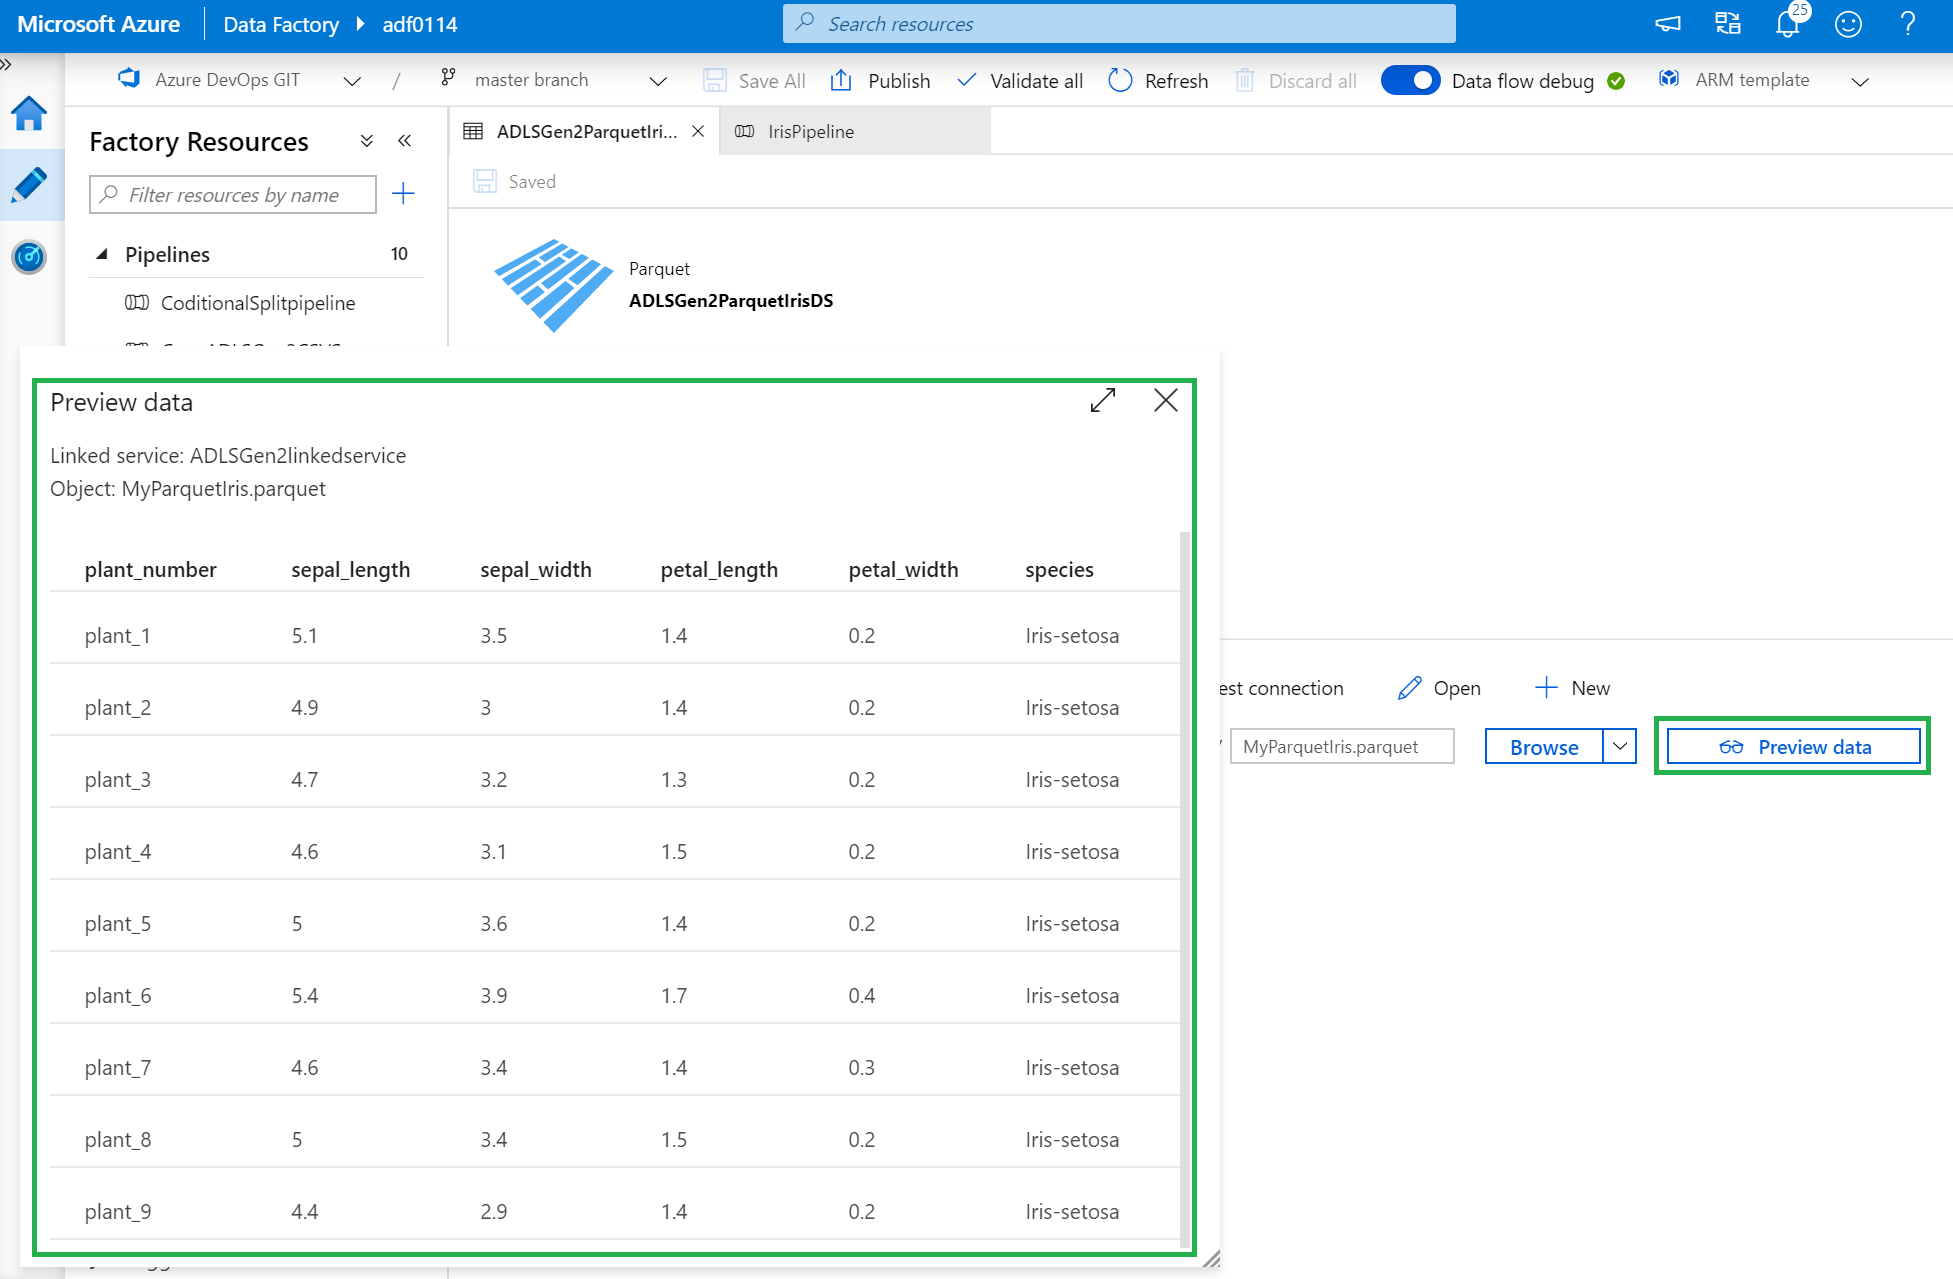 Microsoft Azure Data Factory adf0114 Search resources 25
Azure DevOps GIT / master branch Save All Publish Validate all Refresh Discard all Data flow debug ARM template
Factory Resources
ADLSGen2ParquetIri... IrisPipeline
Filter resources by name
Saved
Pipelines 10
CoditionalSplitpipeline
Parquet
ADLSGen2ParquetIrisDS
Preview data
Linked service: ADLSGen2linkedservice
Object: MyParquetIris.parquet
plant_number sepal_length sepal_width petal_length petal_width species
plant_1 5.1 3.5 1.4 0.2 Iris-setosa
plant_2 4.9 3 1.4 0.2 Iris-setosa
plant_3 4.7 3.2 1.3 0.2 Iris-setosa
plant_4 4.6 3.1 1.5 0.2 Iris-setosa
plant_5 5 3.6 1.4 0.2 Iris-setosa
plant_6 5.4 3.9 1.7 0.4 Iris-setosa
plant_7 4.6 3.4 1.4 0.3 Iris-setosa
plant_8 5 3.4 1.5 0.2 Iris-setosa
plant_9 4.4 2.9 1.4 0.2 Iris-setosa
est connection Open New
MyParquetIris.parquet Browse Preview data